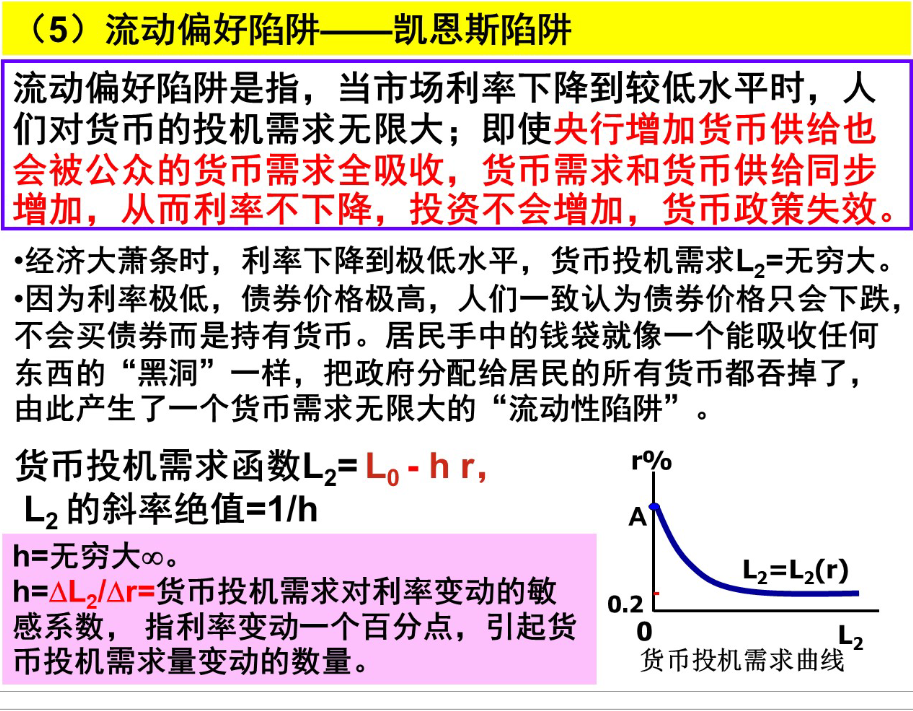 （5）流动偏好陷阱——凯恩斯陷阱
流动偏好陷阱是指，当市场利率下降到较低水平时，人
们对货币的投机需求无限大；即使央行增加货币供给也
会被公众的货币需求全吸收，货币需求和货币供给同步
增加，从而利率不下降，投资不会增加，货币政策失效。
•经济大萧条时，利率下降到极低水平，货币投机需求L₂=无穷大。
•因为利率极低，债券价格极高，人们一致认为债券价格只会下跌，
不会买债券而是持有货币。居民手中的钱袋就像一个能吸收任何
东西的“黑洞”一样，把政府分配给居民的所有货币都吞掉了，
由此产生了一个货币需求无限大的“流动性陷阱”。
货币投机需求函数L₂= L₀ - h r，
L₂ 的斜率绝对值=1/h
h=无穷大∞。
h=ΔL₂/Δr=货币投机需求对利率变动的敏
感系数， 指利率变动一个百分点，引起货
币投机需求量变动的数量。
r%
A
L₂=L₂(r)
0.2
0
L₂
货币投机需求曲线